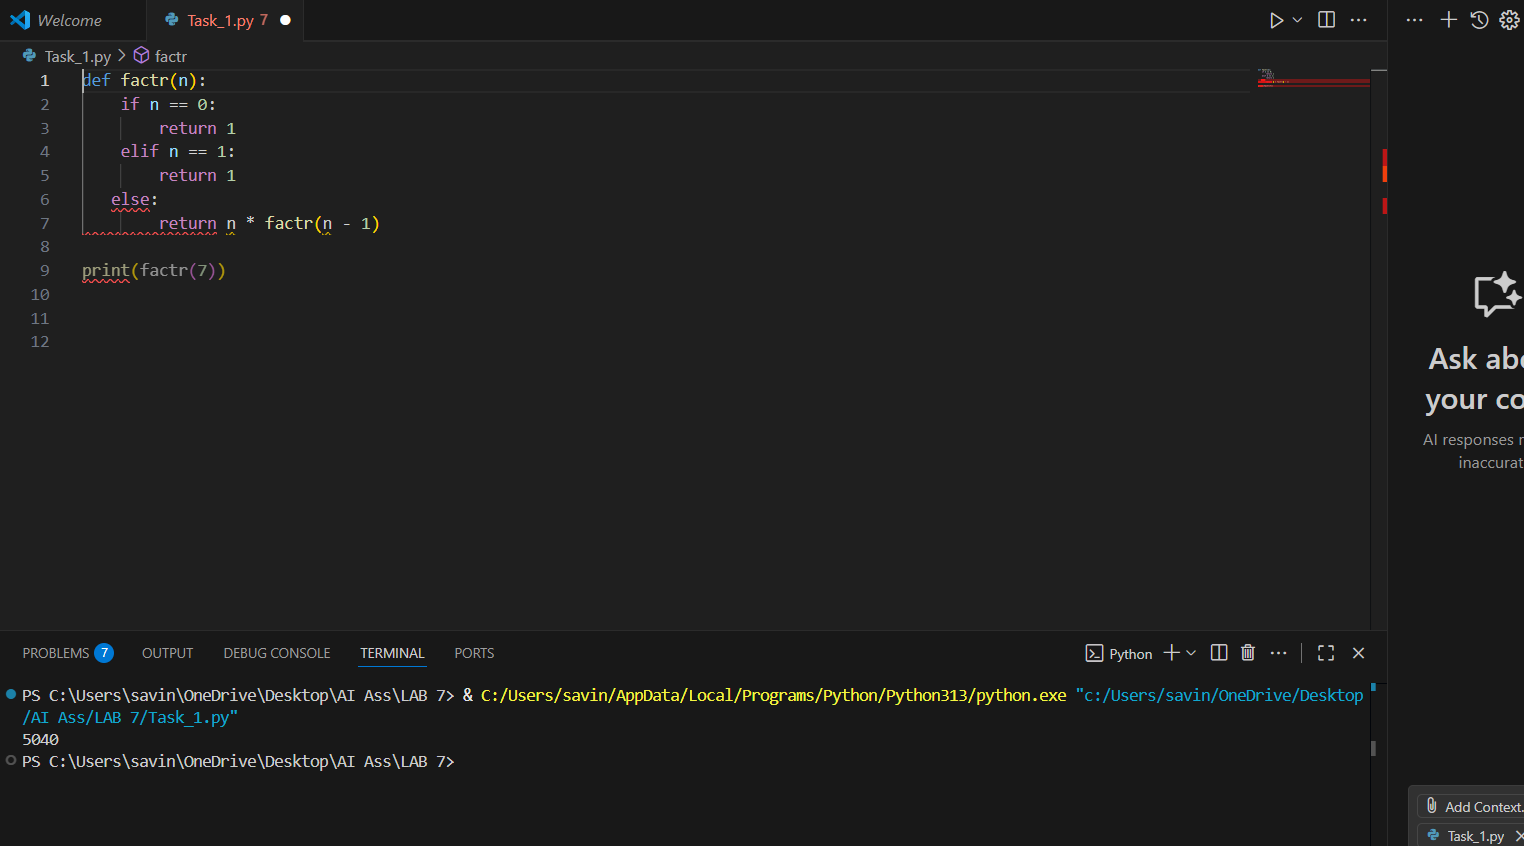 Welcome
Task_1.py 7
Task_1.py > factr
1 def factr(n):
2     if n == 0:
3         return 1
4     elif n == 1:
5         return 1
6    else:
7         return n * factr(n - 1)
8
9 print(factr(7))
10
11
12
Ask abo
your co
AI responses
inaccurat
PROBLEMS 7 OUTPUT DEBUG CONSOLE TERMINAL PORTS
Python
PS C:\Users\savin\OneDrive\Desktop\AI Ass\LAB 7> & C:/Users/savin/AppData/Local/Programs/Python/Python313/python.exe "c:/Users/savin/OneDrive/Desktop
/AI Ass/LAB 7/Task_1.py"
5040
PS C:\Users\savin\OneDrive\Desktop\AI Ass\LAB 7>
Add Context.
Task_1.py